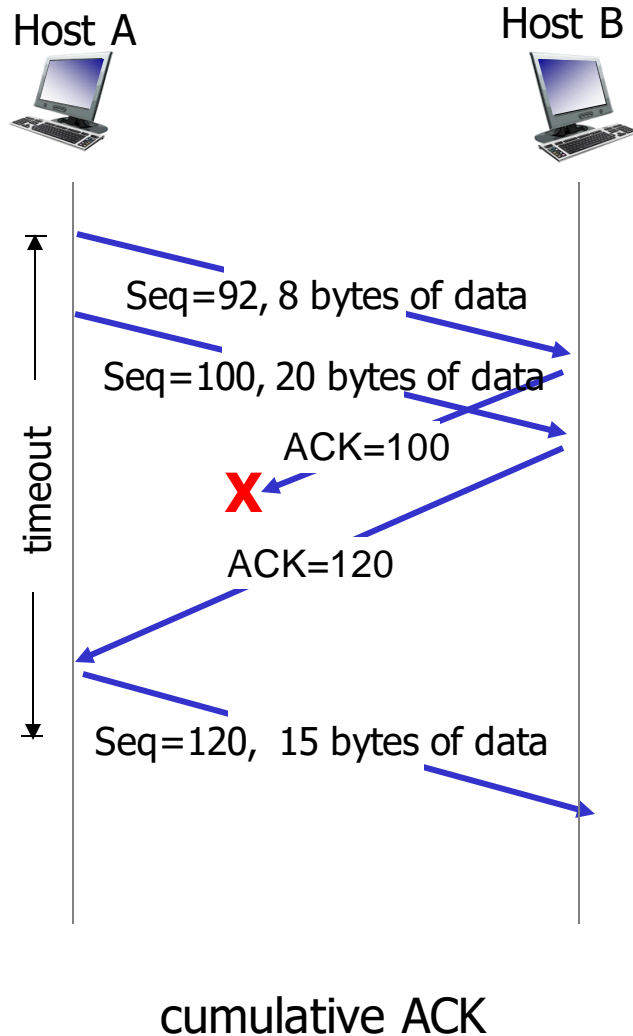 Host A
Host B
Seq=92, 8 bytes of data
Seq=100, 20 bytes of data
ACK=100
X
timeout
ACK=120
Seq=120, 15 bytes of data
cumulative ACK